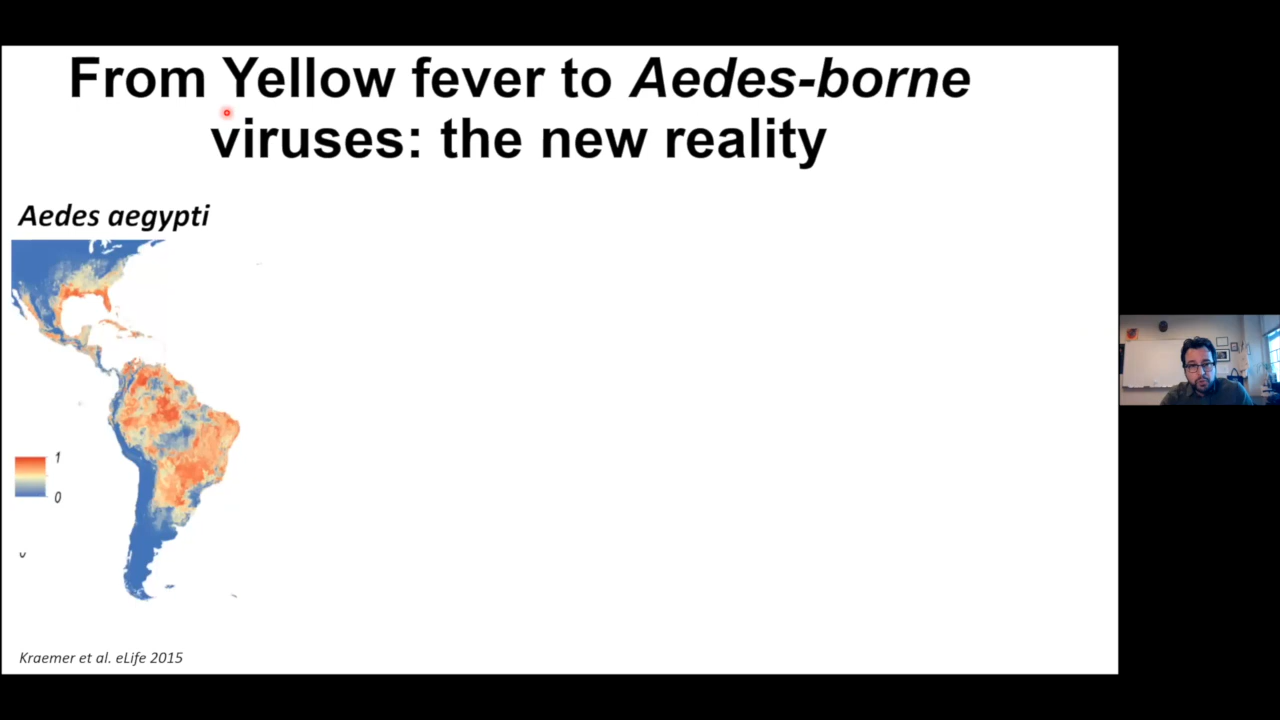 From Yellow fever to Aedes-borne
viruses: the new reality
Aedes aegypti
1
0
Kraemer et al. eLife 2015